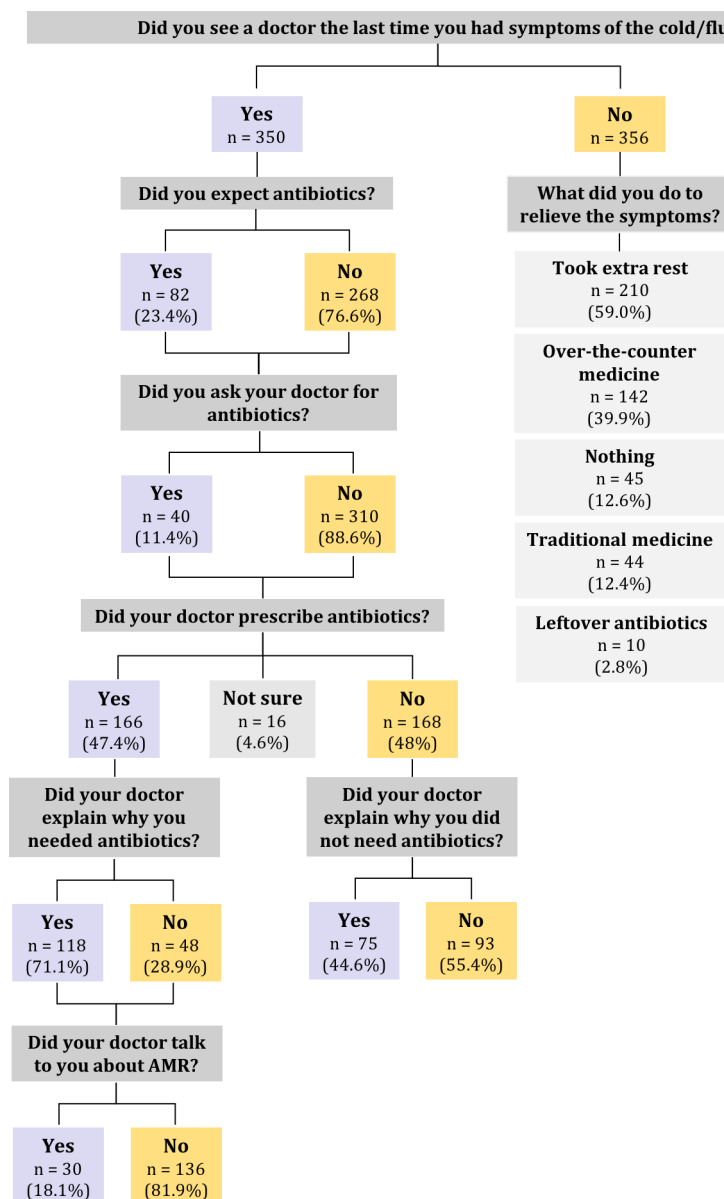 Did you see a doctor the last time you had symptoms of the cold/flu
Yes
n = 350
No
n = 356
Did you expect antibiotics?
What did you do to
relieve the symptoms?
Yes
n = 82
(23.4%)
No
n = 268
(76.6%)
Took extra rest
n = 210
(59.0%)
Over-the-counter
medicine
n = 142
(39.9%)
Nothing
n = 45
(12.6%)
Traditional medicine
n = 44
(12.4%)
Leftover antibiotics
n = 10
(2.8%)
Did you ask your doctor for
antibiotics?
Yes
n = 40
(11.4%)
No
n = 310
(88.6%)
Did your doctor prescribe antibiotics?
Yes
n = 166
(47.4%)
Not sure
n = 16
(4.6%)
No
n = 168
(48%)
Did your doctor
explain why you
needed antibiotics?
Yes
n = 118
(71.1%)
No
n = 48
(28.9%)
Did your doctor
explain why you did
not need antibiotics?
Yes
n = 75
(44.6%)
No
n = 93
(55.4%)
Did your doctor talk
to you about AMR?
Yes
n = 30
(18.1%)
No
n = 136
(81.9%)